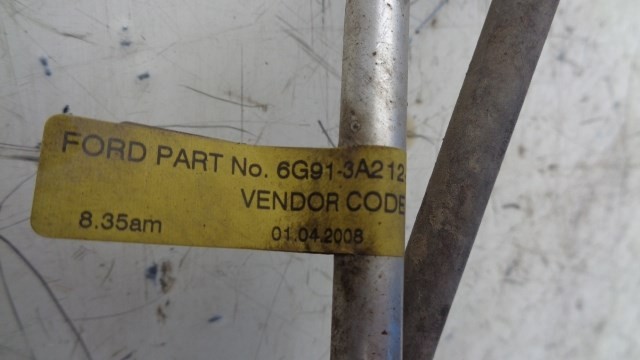 FORD PART No. 6G91-3A212
VENDOR CODE
8.35am 01.04.2008